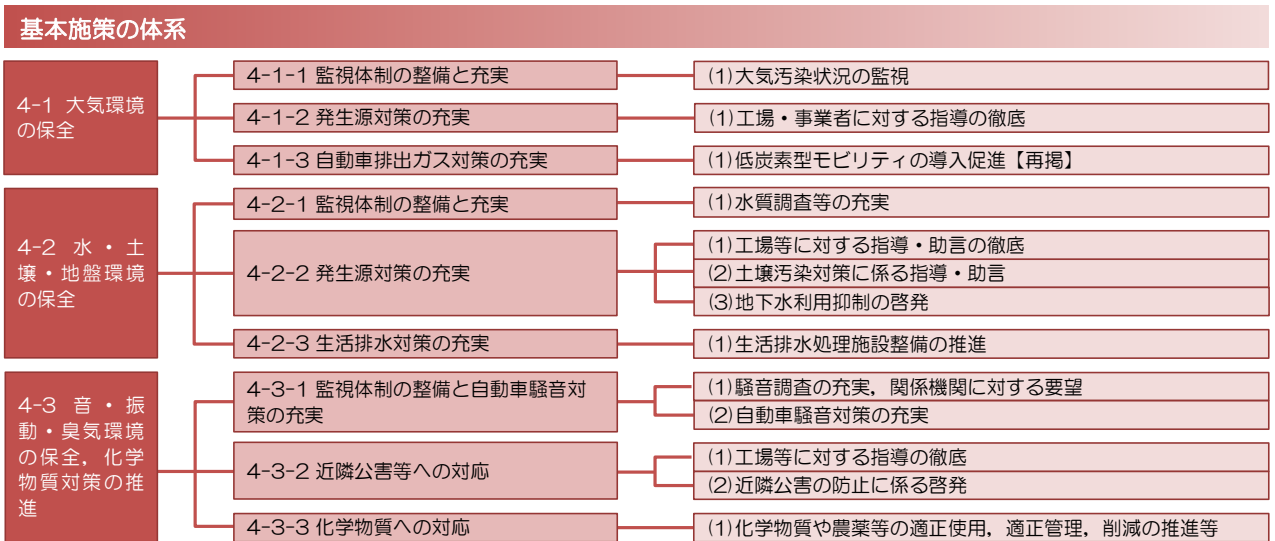 基本施策の体系
4-1 大気環境
の保全
4-1-1 監視体制の整備と充実
(1)大気汚染状況の監視
4-1-2 発生源対策の充実
(1)工場・事業者に対する指導の徹底
4-1-3 自動車排出ガス対策の充実
(1)低炭素型モビリティの導入促進【再掲】
4-2 水・土
壌・地盤環境
の保全
4-2-1 監視体制の整備と充実
(1)水質調査等の充実
4-2-2 発生源対策の充実
(1)工場等に対する指導・助言の徹底
(2)土壌汚染対策に係る指導・助言
(3)地下水利用抑制の啓発
4-2-3 生活排水対策の充実
(1)生活排水処理施設整備の推進
4-3 音・振
動・臭気環境
の保全，化学
物質対策の推
進
4-3-1 監視体制の整備と自動車騒音対
策の充実
(1)騒音調査の充実，関係機関に対する要望
(2)自動車騒音対策の充実
4-3-2 近隣公害等への対応
(1)工場等に対する指導の徹底
(2)近隣公害の防止に係る啓発
4-3-3 化学物質への対応
(1)化学物質や農薬等の適正使用，適正管理，削減の推進等